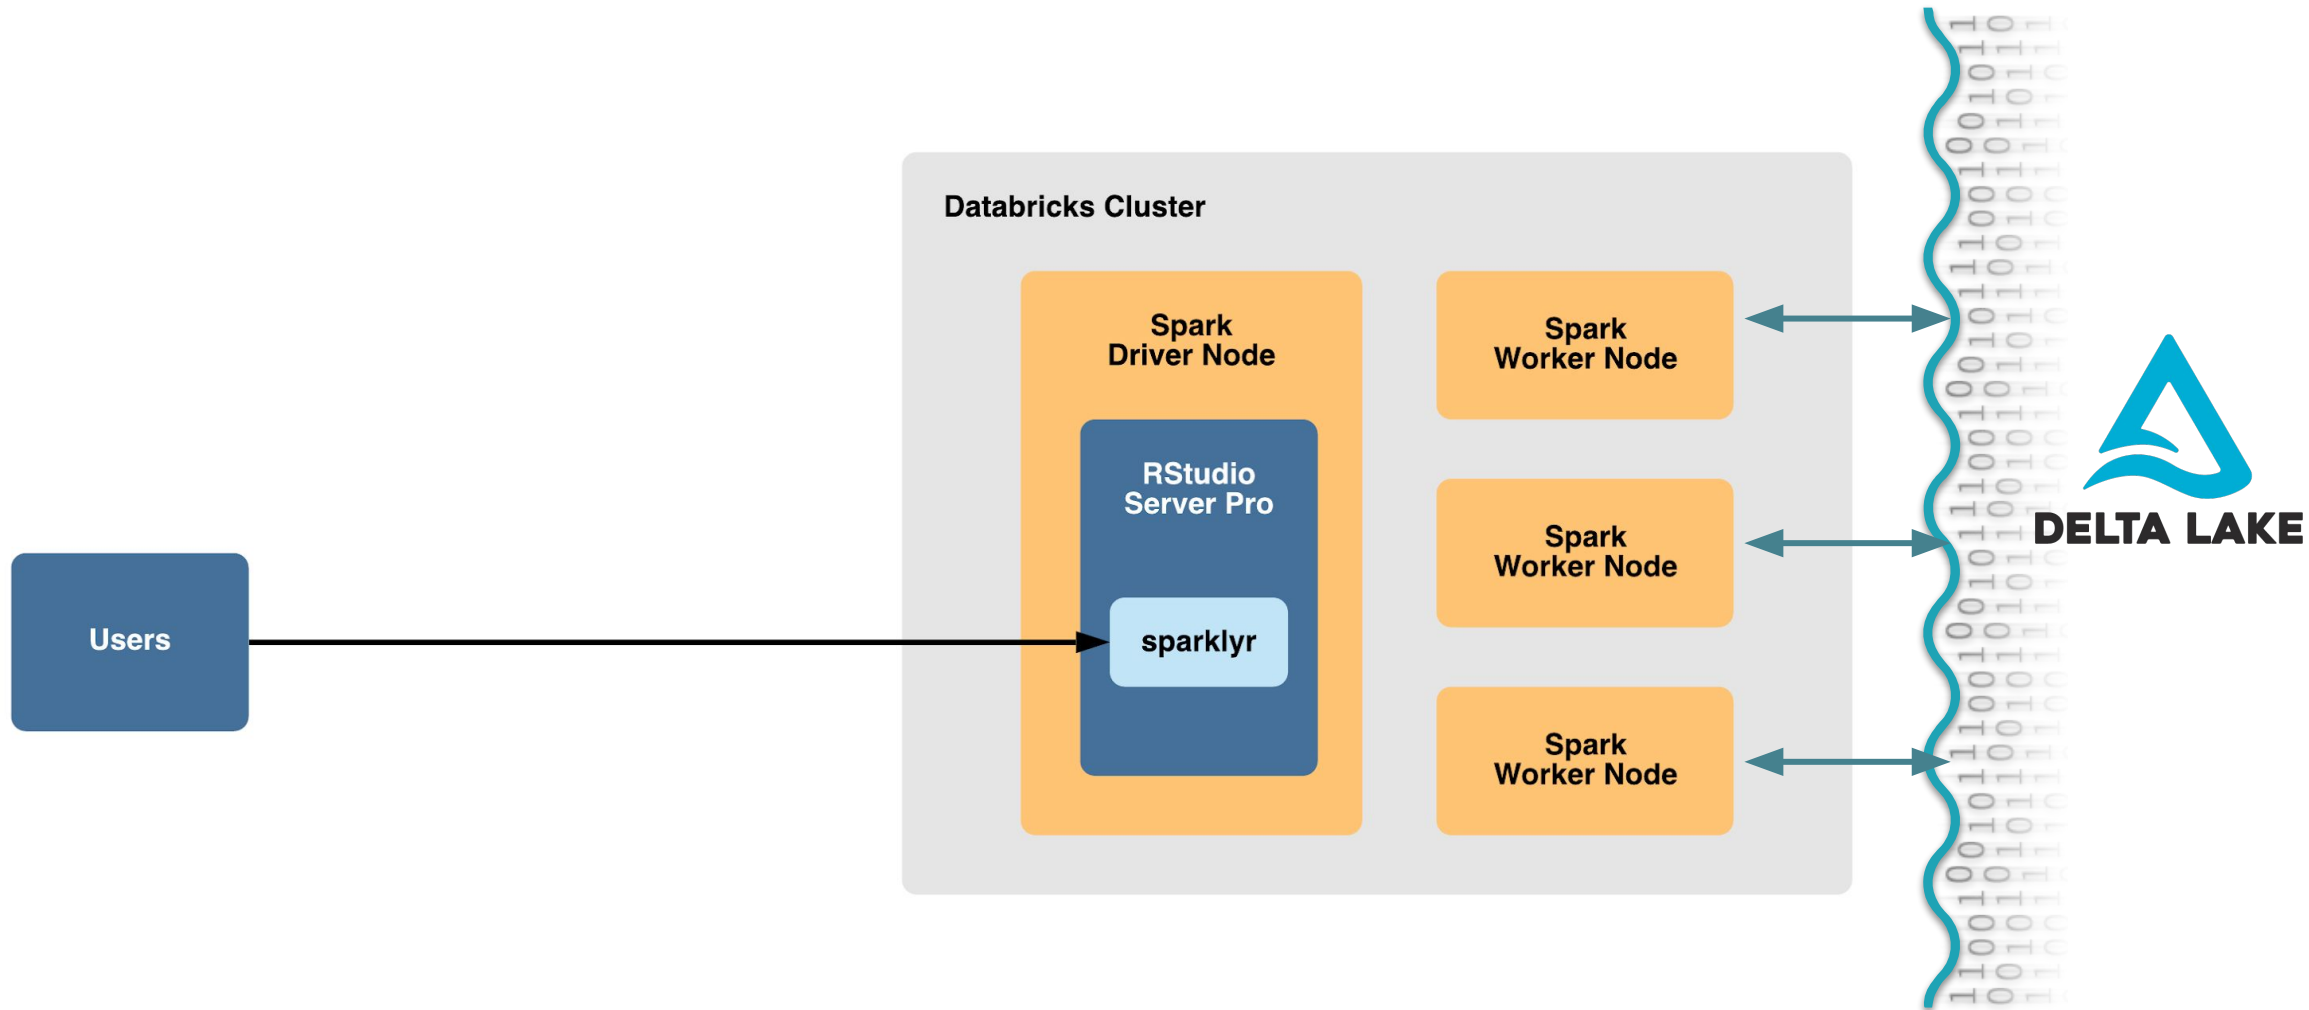 Databricks Cluster
Spark
Driver Node
RStudio
Server Pro
sparklyr
Users
Spark
Worker Node
Spark
Worker Node
Spark
Worker Node
DELTA LAKE